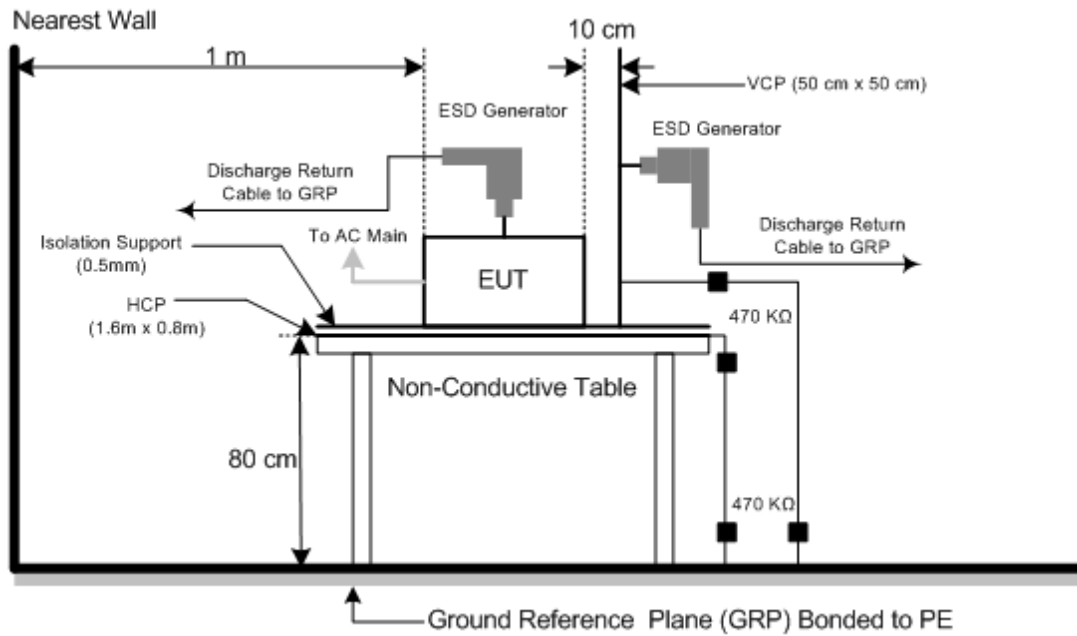 Nearest Wall
10 cm
1 m
VCP (50 cm x 50 cm)
ESD Generator
ESD Generator
Discharge Return
Cable to GRP
Discharge Return
Cable to GRP
To AC Main
Isolation Support
(0.5mm)
EUT
HCP
(1.6m x 0.8m)
470 KΩ
Non-Conductive Table
80 cm
470 KΩ
Ground Reference Plane (GRP) Bonded to PE